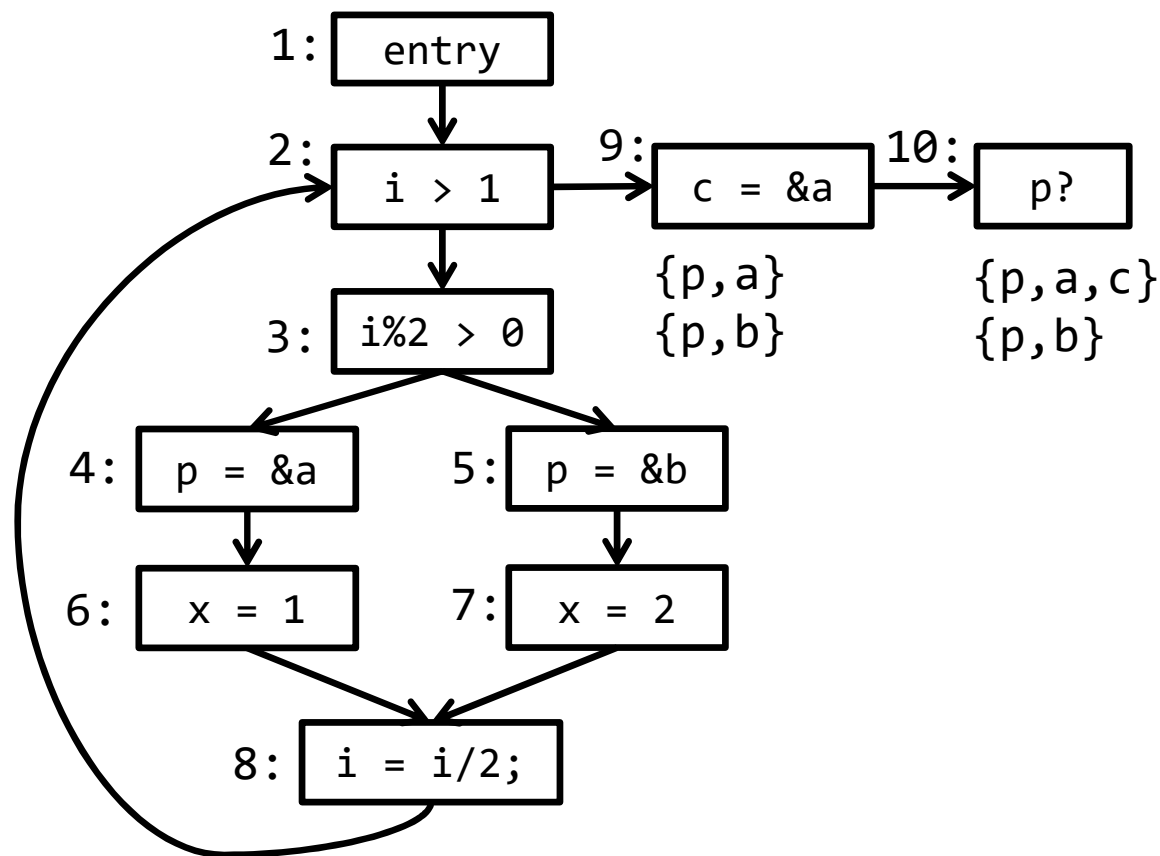 1: entry
2: i > 1
9: c = &a
10: p?
{p,a}
{p,b}
{p,a,c}
{p,b}
3: i%2 > 0
4: p = &a
5: p = &b
6: x = 1
7: x = 2
8: i = i/2;